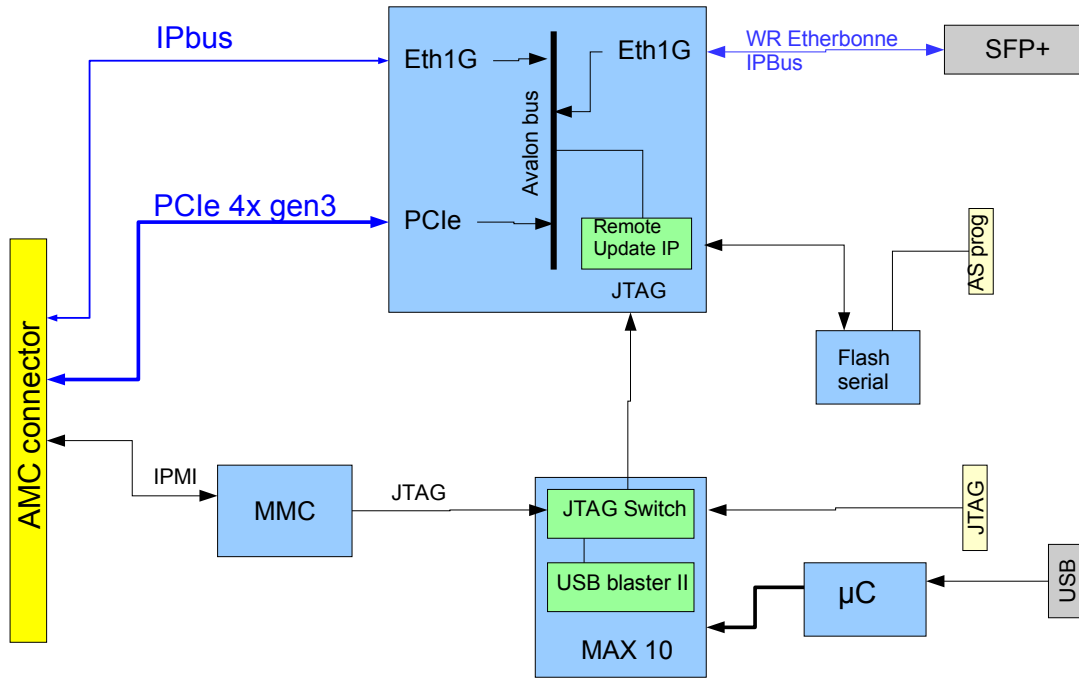 IPbus
Eth1G
Eth1G
WR Etherbonne
IPBus
SFP+
Avalon bus
PCIe 4x gen3
PCIe
Remote
Update IP
JTAG
AS prog
Flash
serial
AMC connector
IPMI
MMC
JTAG
JTAG Switch
JTAG
USB blaster II
µC
USB
MAX 10